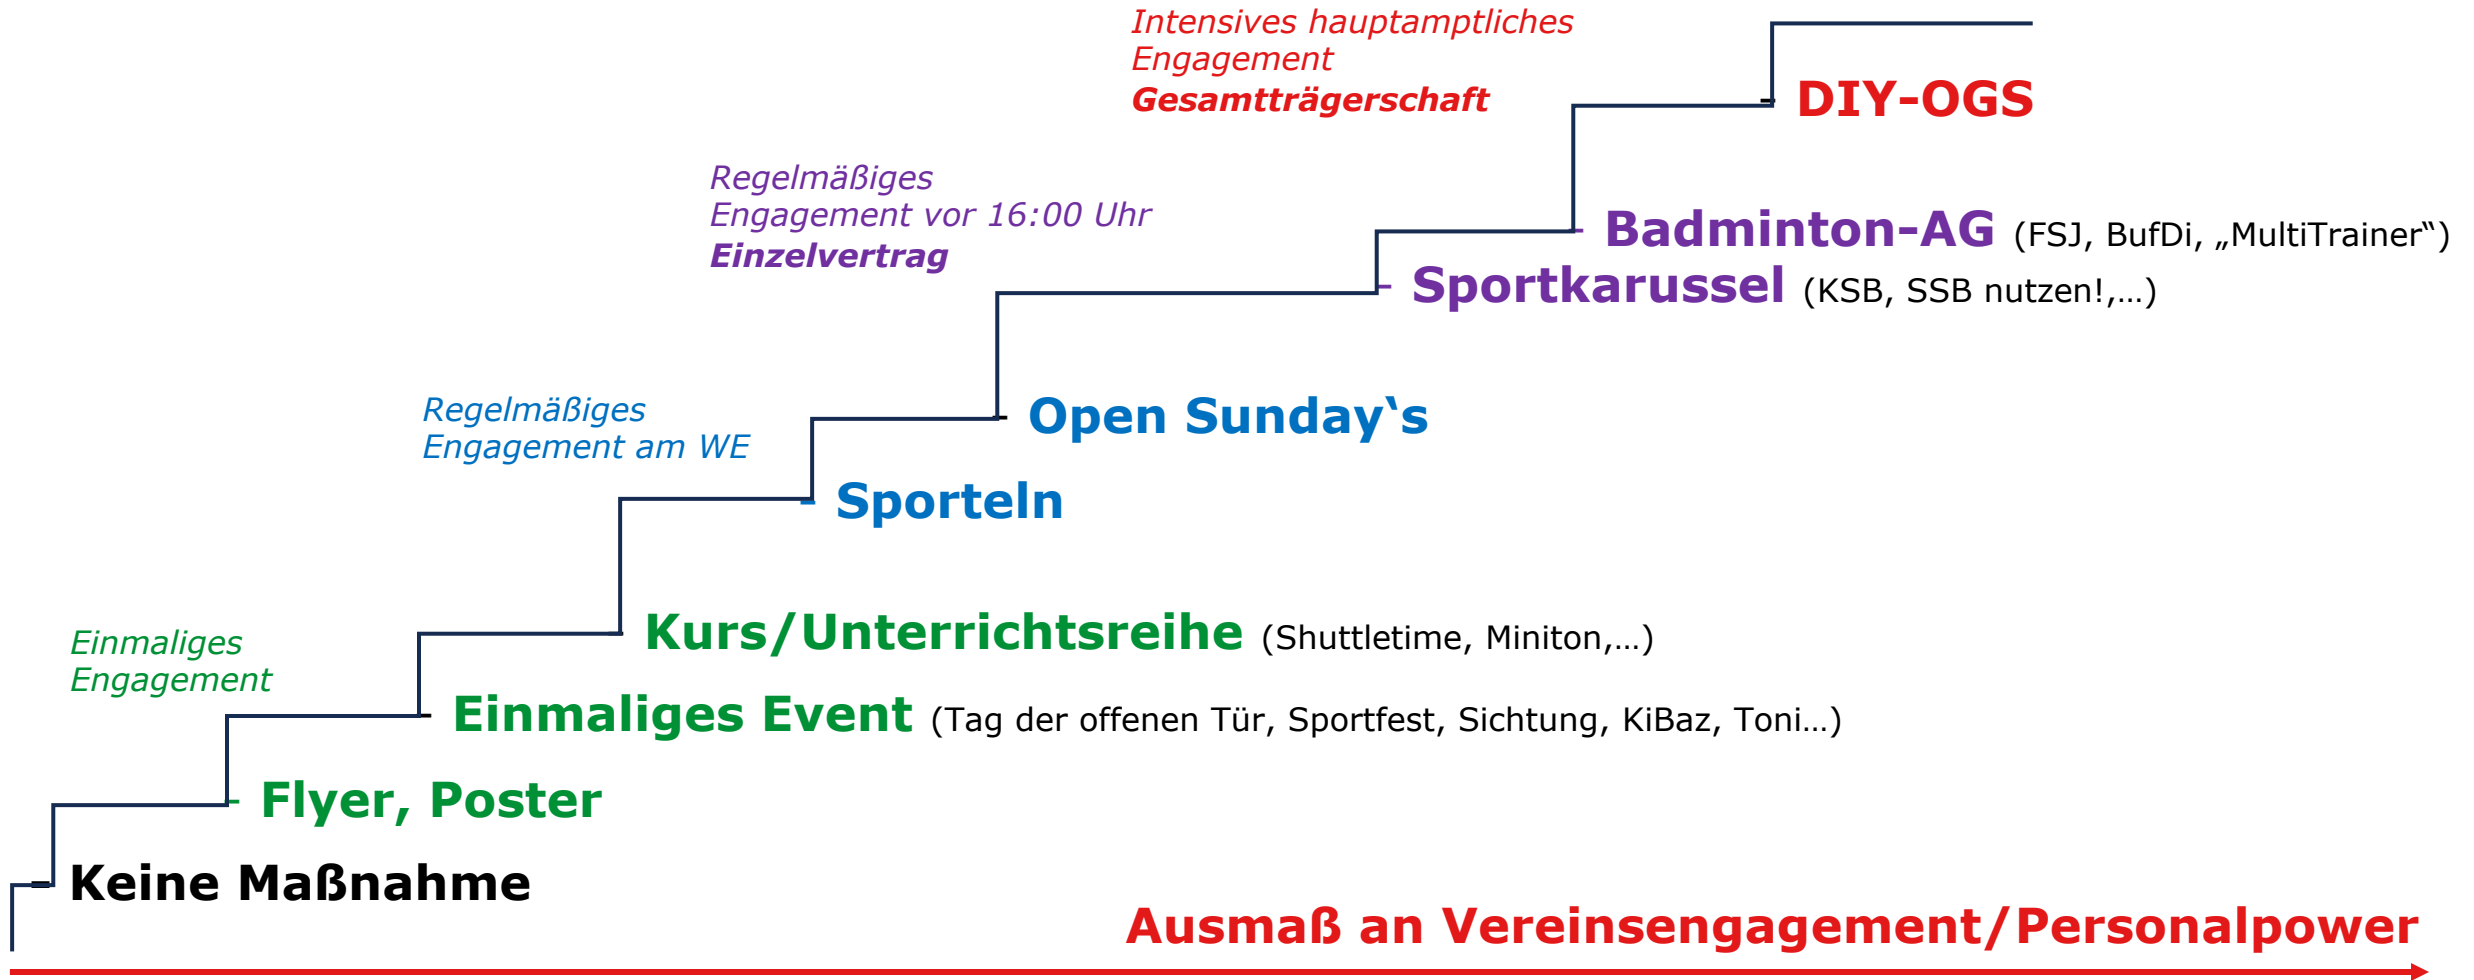 Intensives hauptamptliches
Engagement
Gesamtträgerschaft
- DIY-OGS
Regelmäßiges
Engagement vor 16:00 Uhr
Einzelvertrag
- Badminton-AG (FSJ, BufDi, „MultiTrainer“)
- Sportkarussel (KSB, SSB nutzen!,…)
Regelmäßiges
Engagement am WE
- Open Sunday‘s
- Sporteln
Einmaliges
Engagement
- Kurs/Unterrichtsreihe (Shuttletime, Miniton,…)
- Einmaliges Event (Tag der offenen Tür, Sportfest, Sichtung, KiBaz, Toni…)
- Flyer, Poster
- Keine Maßnahme
Ausmaß an Vereinsengagement/Personalpower